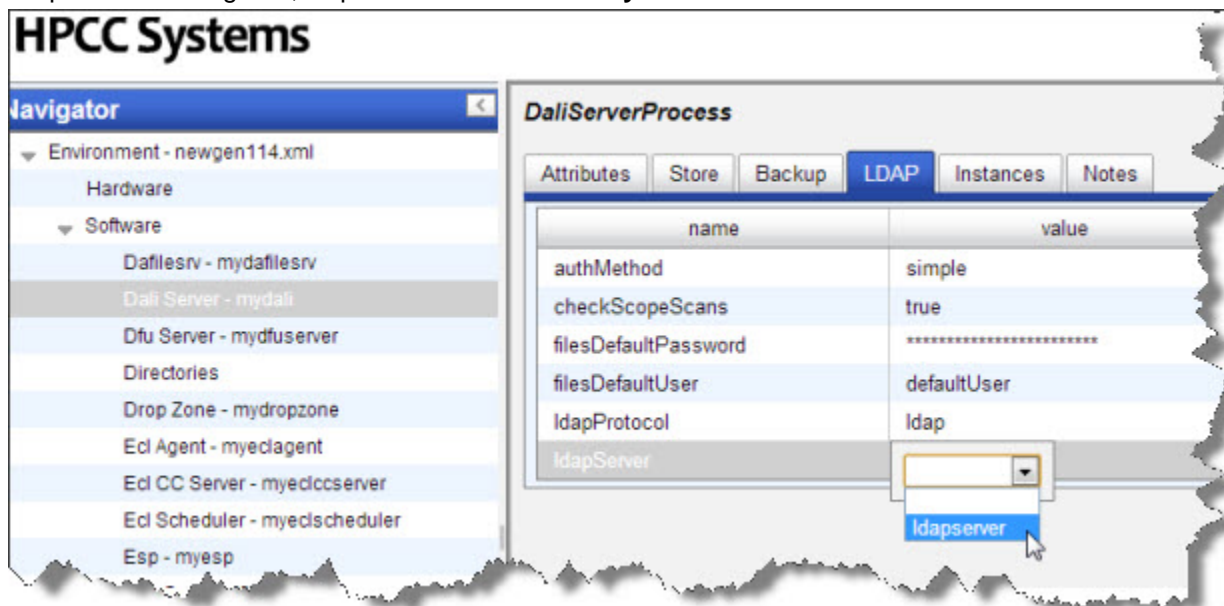 HPCC Systems
Navigator
Environment - newgen114.xml
Hardware
Software
Dafilesrv - mydafilesrv
Dali Server - mydali
Dfu Server - mydfuserver
Directories
Drop Zone - mydropzone
Ecl Agent - myeclagent
Ecl CC Server - myeclccserver
Ecl Scheduler - myeclscheduler
Esp - myesp
DaliServerProcess
Attributes Store Backup LDAP Instances Notes
name value
authMethod simple
checkScopeScans true
filesDefaultPassword ************************
filesDefaultUser defaultUser
ldapProtocol ldap
ldapServer
ldapserver